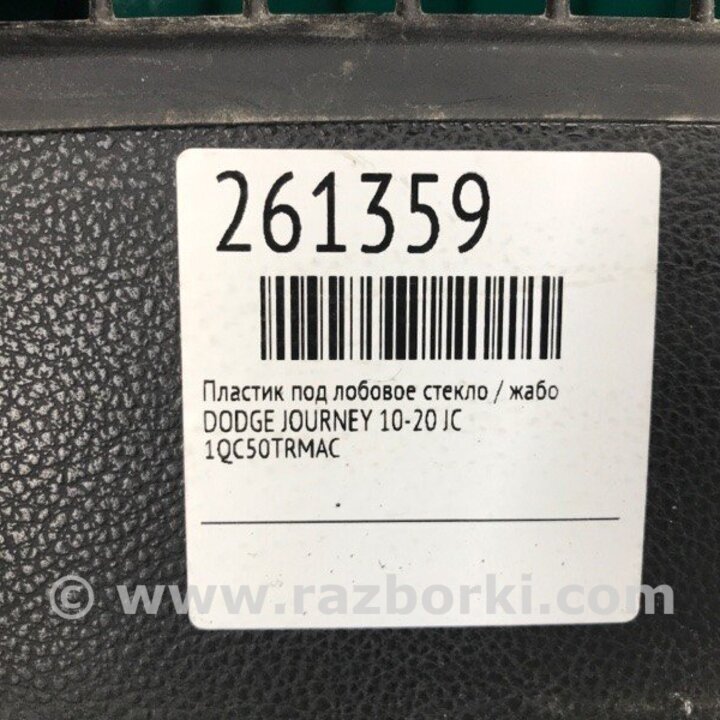 261359
Пластик под лобовое стекло / жабо
DODGE JOURNEY 10-20 JC
1QC50TRMAC
© www.razborki.com